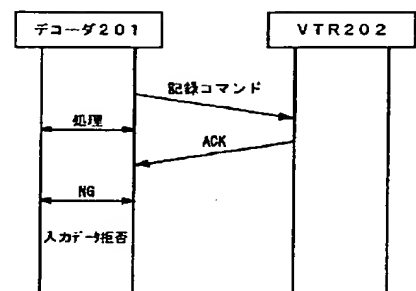 デコーダ201
VTR202
記録コマンド
処理
ACK
NG
入力データ拒否